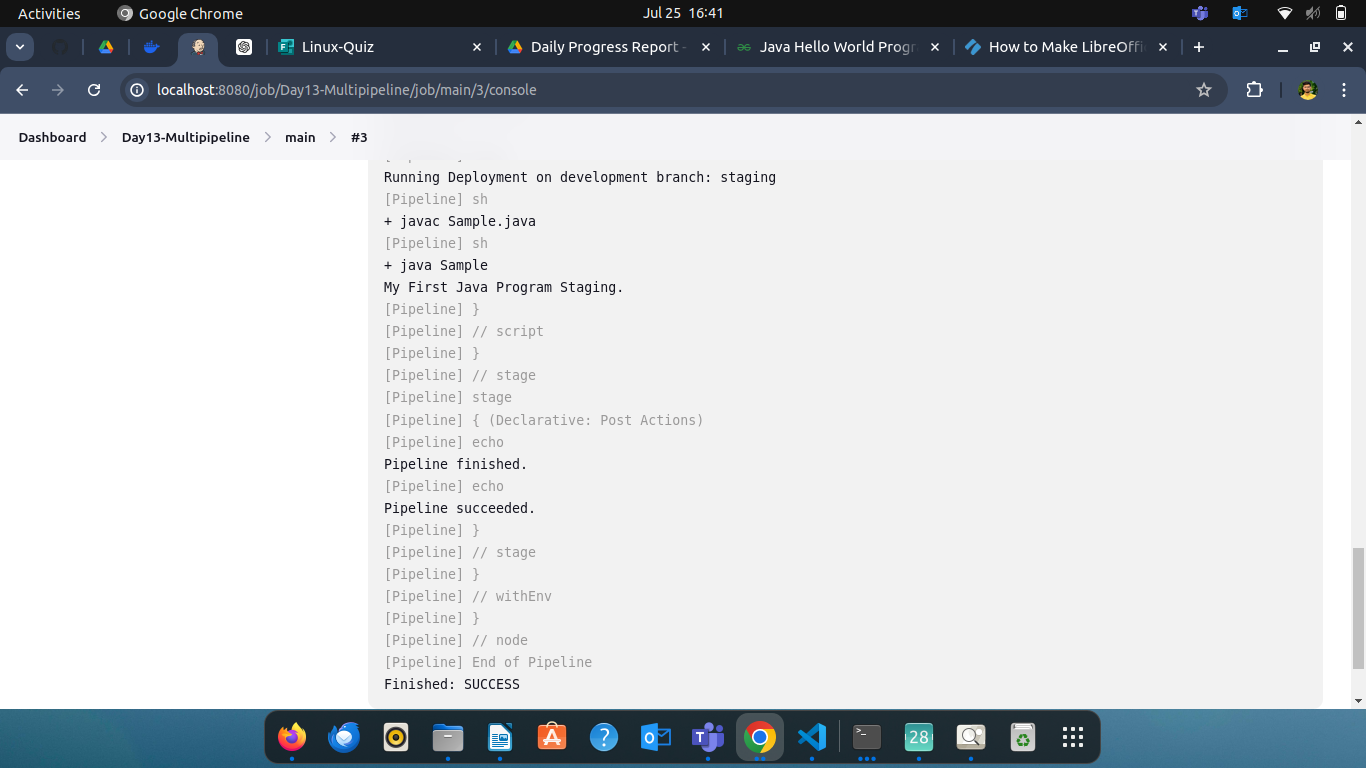 Activities
Google Chrome
Jul 25 16:41
Linux-Quiz
Daily Progress Report -
Java Hello World Progr
How to Make LibreOffi
localhost:8080/job/Day13-Multipipeline/job/main/3/console
Dashboard
Day13-Multipipeline
main
#3
Running Deployment on development branch: staging
[Pipeline] sh
+ javac Sample.java
[Pipeline] sh
+ java Sample
My First Java Program Staging.
[Pipeline] }
[Pipeline] // script
[Pipeline] }
[Pipeline] // stage
[Pipeline] stage
[Pipeline] { (Declarative: Post Actions)
[Pipeline] echo
Pipeline finished.
[Pipeline] echo
Pipeline succeeded.
[Pipeline] }
[Pipeline] // stage
[Pipeline] }
[Pipeline] // withEnv
[Pipeline] }
[Pipeline] // node
[Pipeline] End of Pipeline
Finished: SUCCESS
28